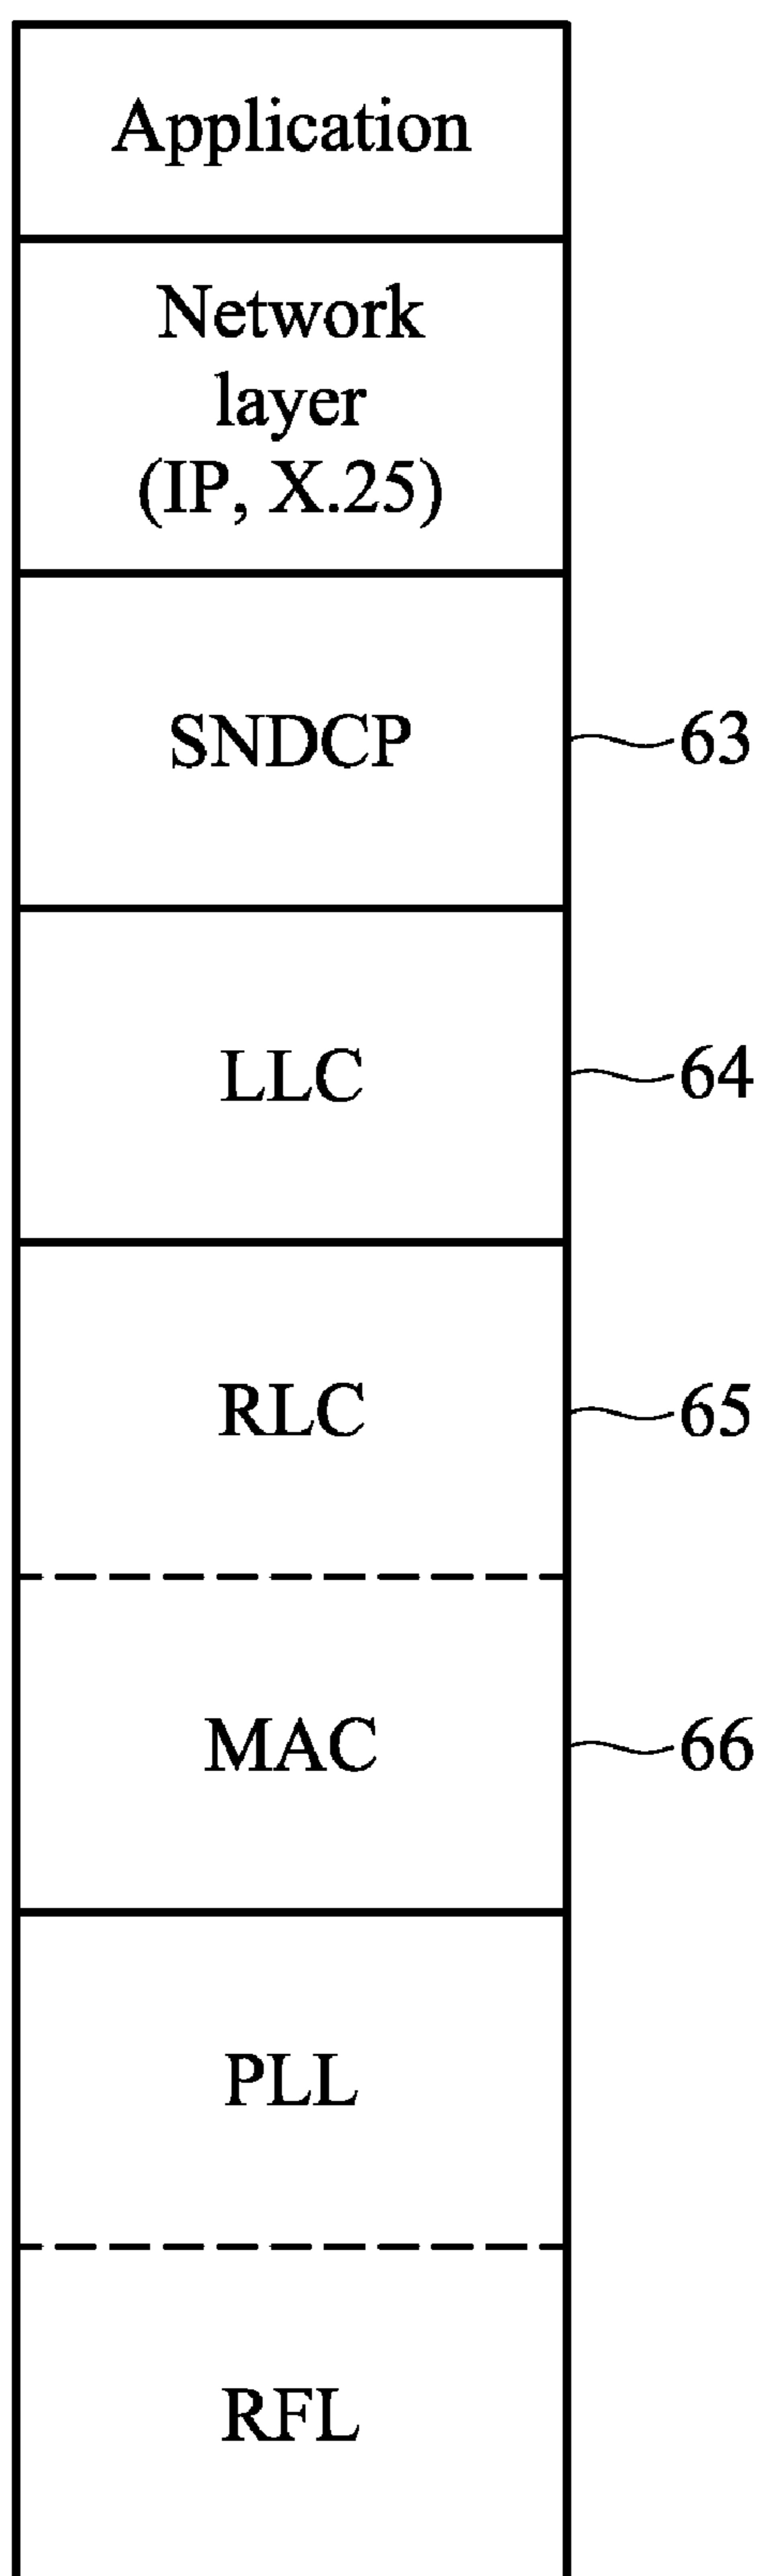 Application
Network
layer
(IP, X.25)
SNDCP 63
LLC 64
RLC 65
MAC 66
PLL
RFL